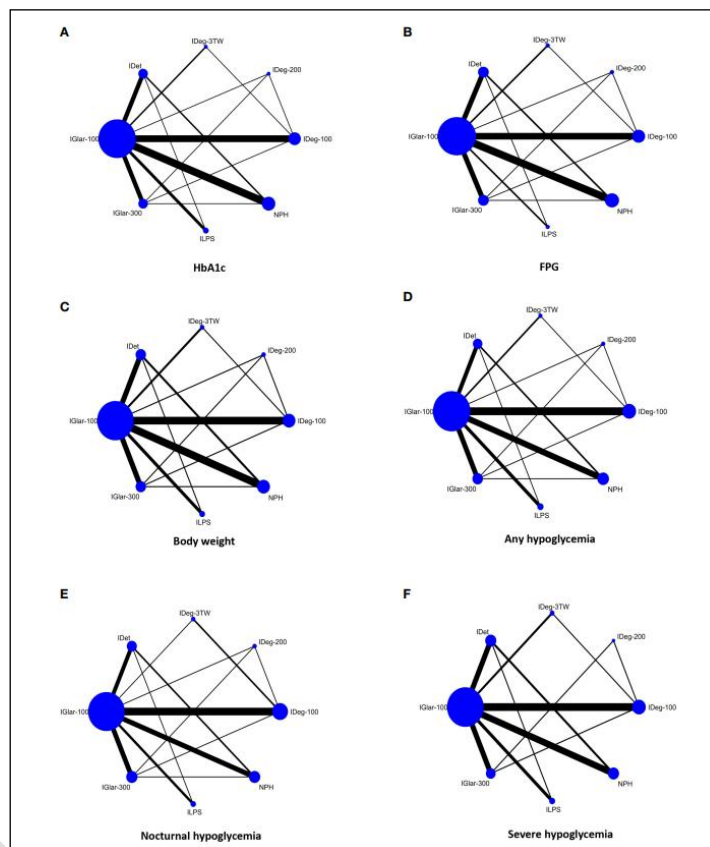 A
IDeg-3TW
IDet
IDeg-200
IGlar-100
IDeg-100
IGlar-300
NPH
ILPS
HbA1c
B
IDeg-3TW
IDet
IDeg-200
IGlar-100
IDeg-100
IGlar-300
NPH
ILPS
FPG
C
IDeg-3TW
IDet
IDeg-200
IGlar-100
IDeg-100
IGlar-300
NPH
ILPS
Body weight
D
IDeg-3TW
IDet
IDeg-200
IGlar-100
IDeg-100
IGlar-300
NPH
ILPS
Any hypoglycemia
E
IDeg-3TW
IDet
IDeg-200
IGlar-100
IDeg-100
IGlar-300
NPH
ILPS
Nocturnal hypoglycemia
F
IDeg-3TW
IDet
IDeg-200
IGlar-100
IDeg-100
IGlar-300
NPH
ILPS
Severe hypoglycemia